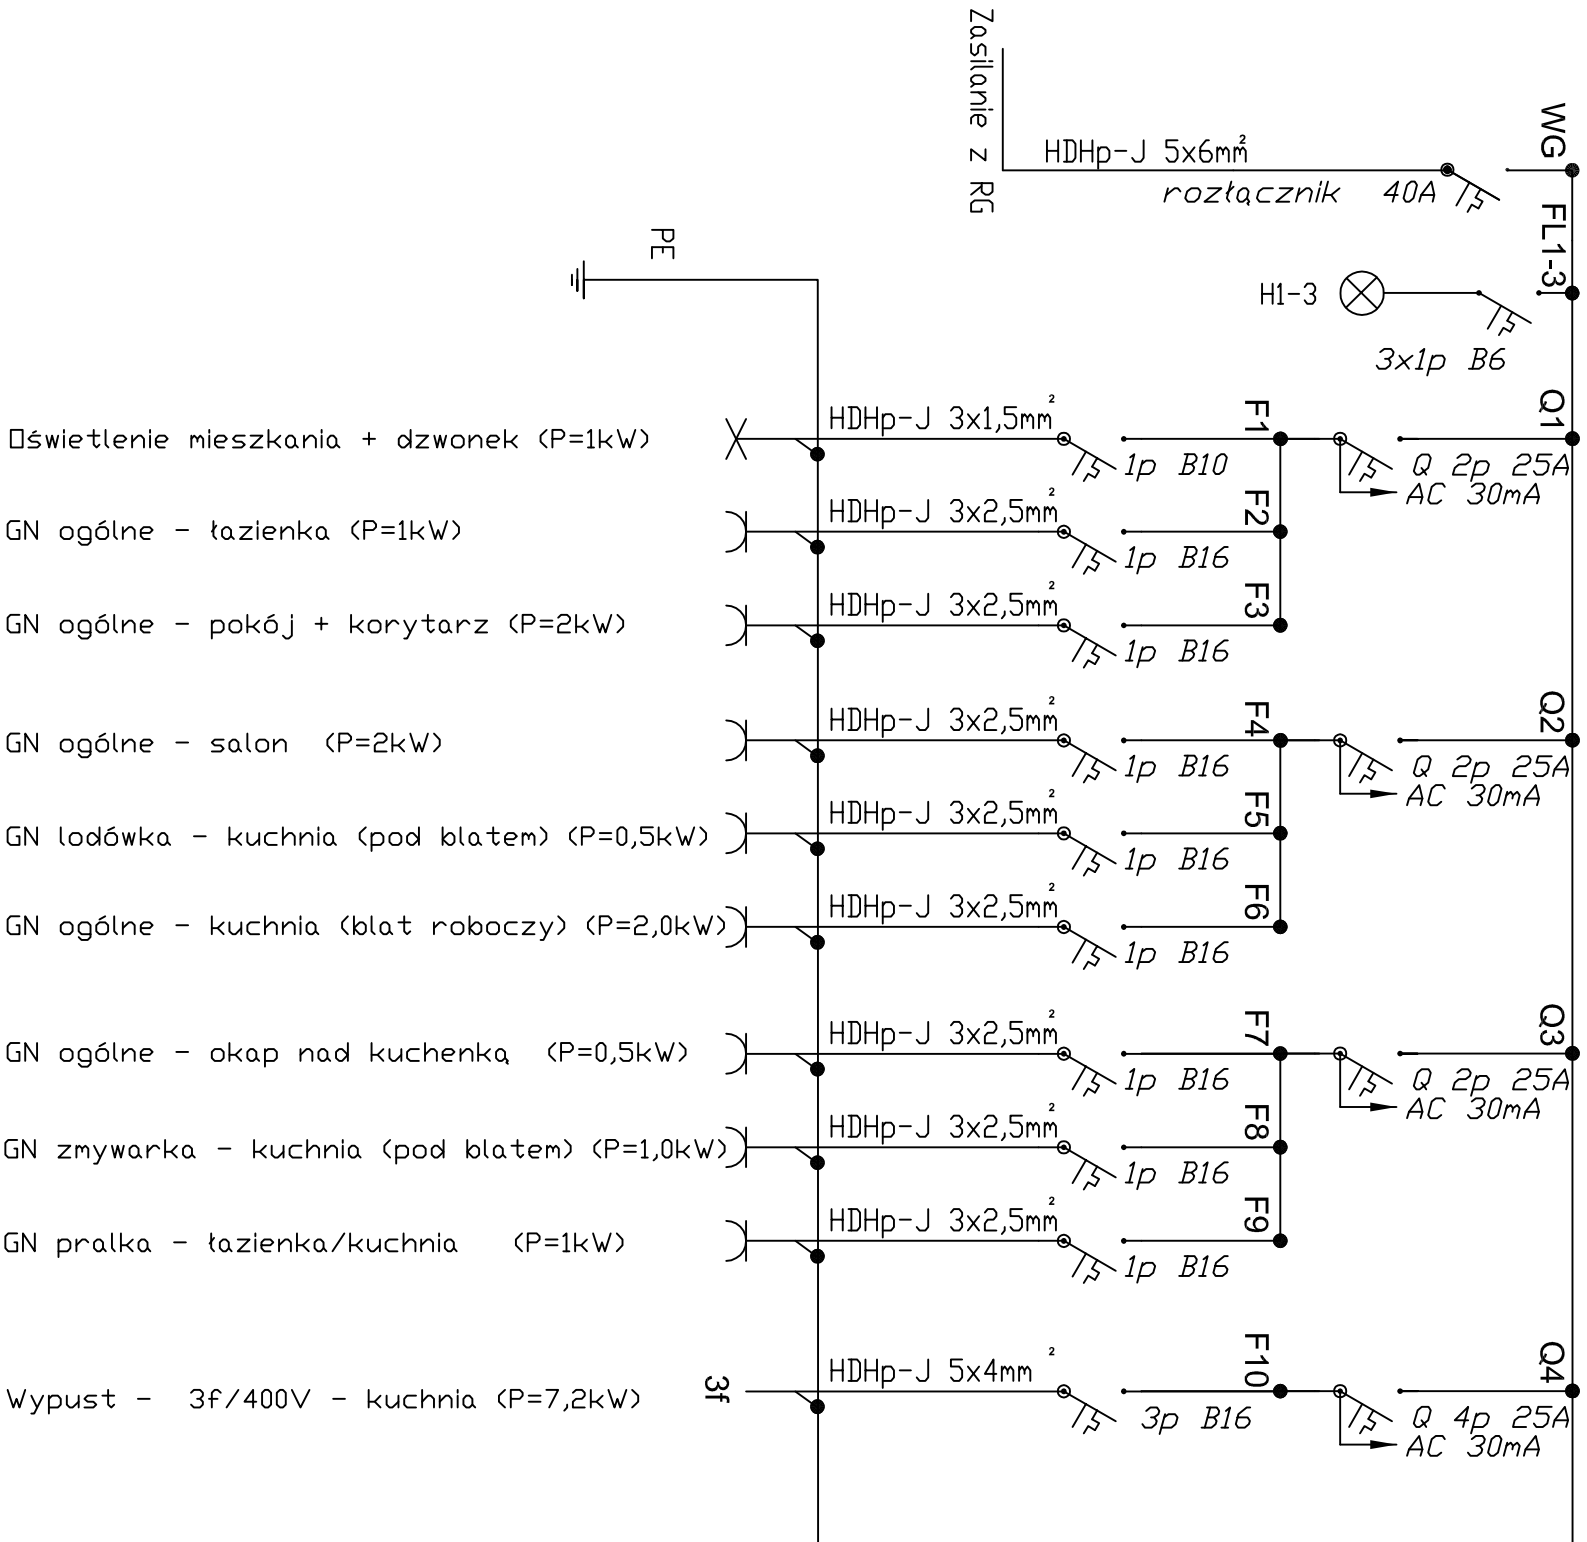 Zasilanie z RG
WG
HDHp-J 5x6mm²
rozłącznik 40A
FL1-3
PE
H1-3
3x1p B6
Q1
F1
HDHp-J 3x1,5mm²
Oświetlenie mieszkania + dzwonek (P=1kW)
1p B10
Q 2p 25A
AC 30mA
F2
HDHp-J 3x2,5mm²
GN ogólne - łazienka (P=1kW)
1p B16
F3
HDHp-J 3x2,5mm²
GN ogólne - pokój + korytarz (P=2kW)
1p B16
Q2
F4
HDHp-J 3x2,5mm²
GN ogólne - salon (P=2kW)
1p B16
Q 2p 25A
AC 30mA
F5
HDHp-J 3x2,5mm²
GN lodówka - kuchnia (pod blatem) (P=0,5kW)
1p B16
F6
HDHp-J 3x2,5mm²
GN ogólne - kuchnia (blat roboczy) (P=2,0kW)
1p B16
Q3
F7
HDHp-J 3x2,5mm²
GN ogólne - okap nad kuchenką (P=0,5kW)
1p B16
Q 2p 25A
AC 30mA
F8
HDHp-J 3x2,5mm²
GN zmywarka - kuchnia (pod blatem) (P=1,0kW)
1p B16
F9
HDHp-J 3x2,5mm²
GN pralka - łazienka/kuchnia (P=1kW)
1p B16
Q4
F10
HDHp-J 5x4mm²
3f
Wypust - 3f/400V - kuchnia (P=7,2kW)
3p B16
Q 4p 25A
AC 30mA